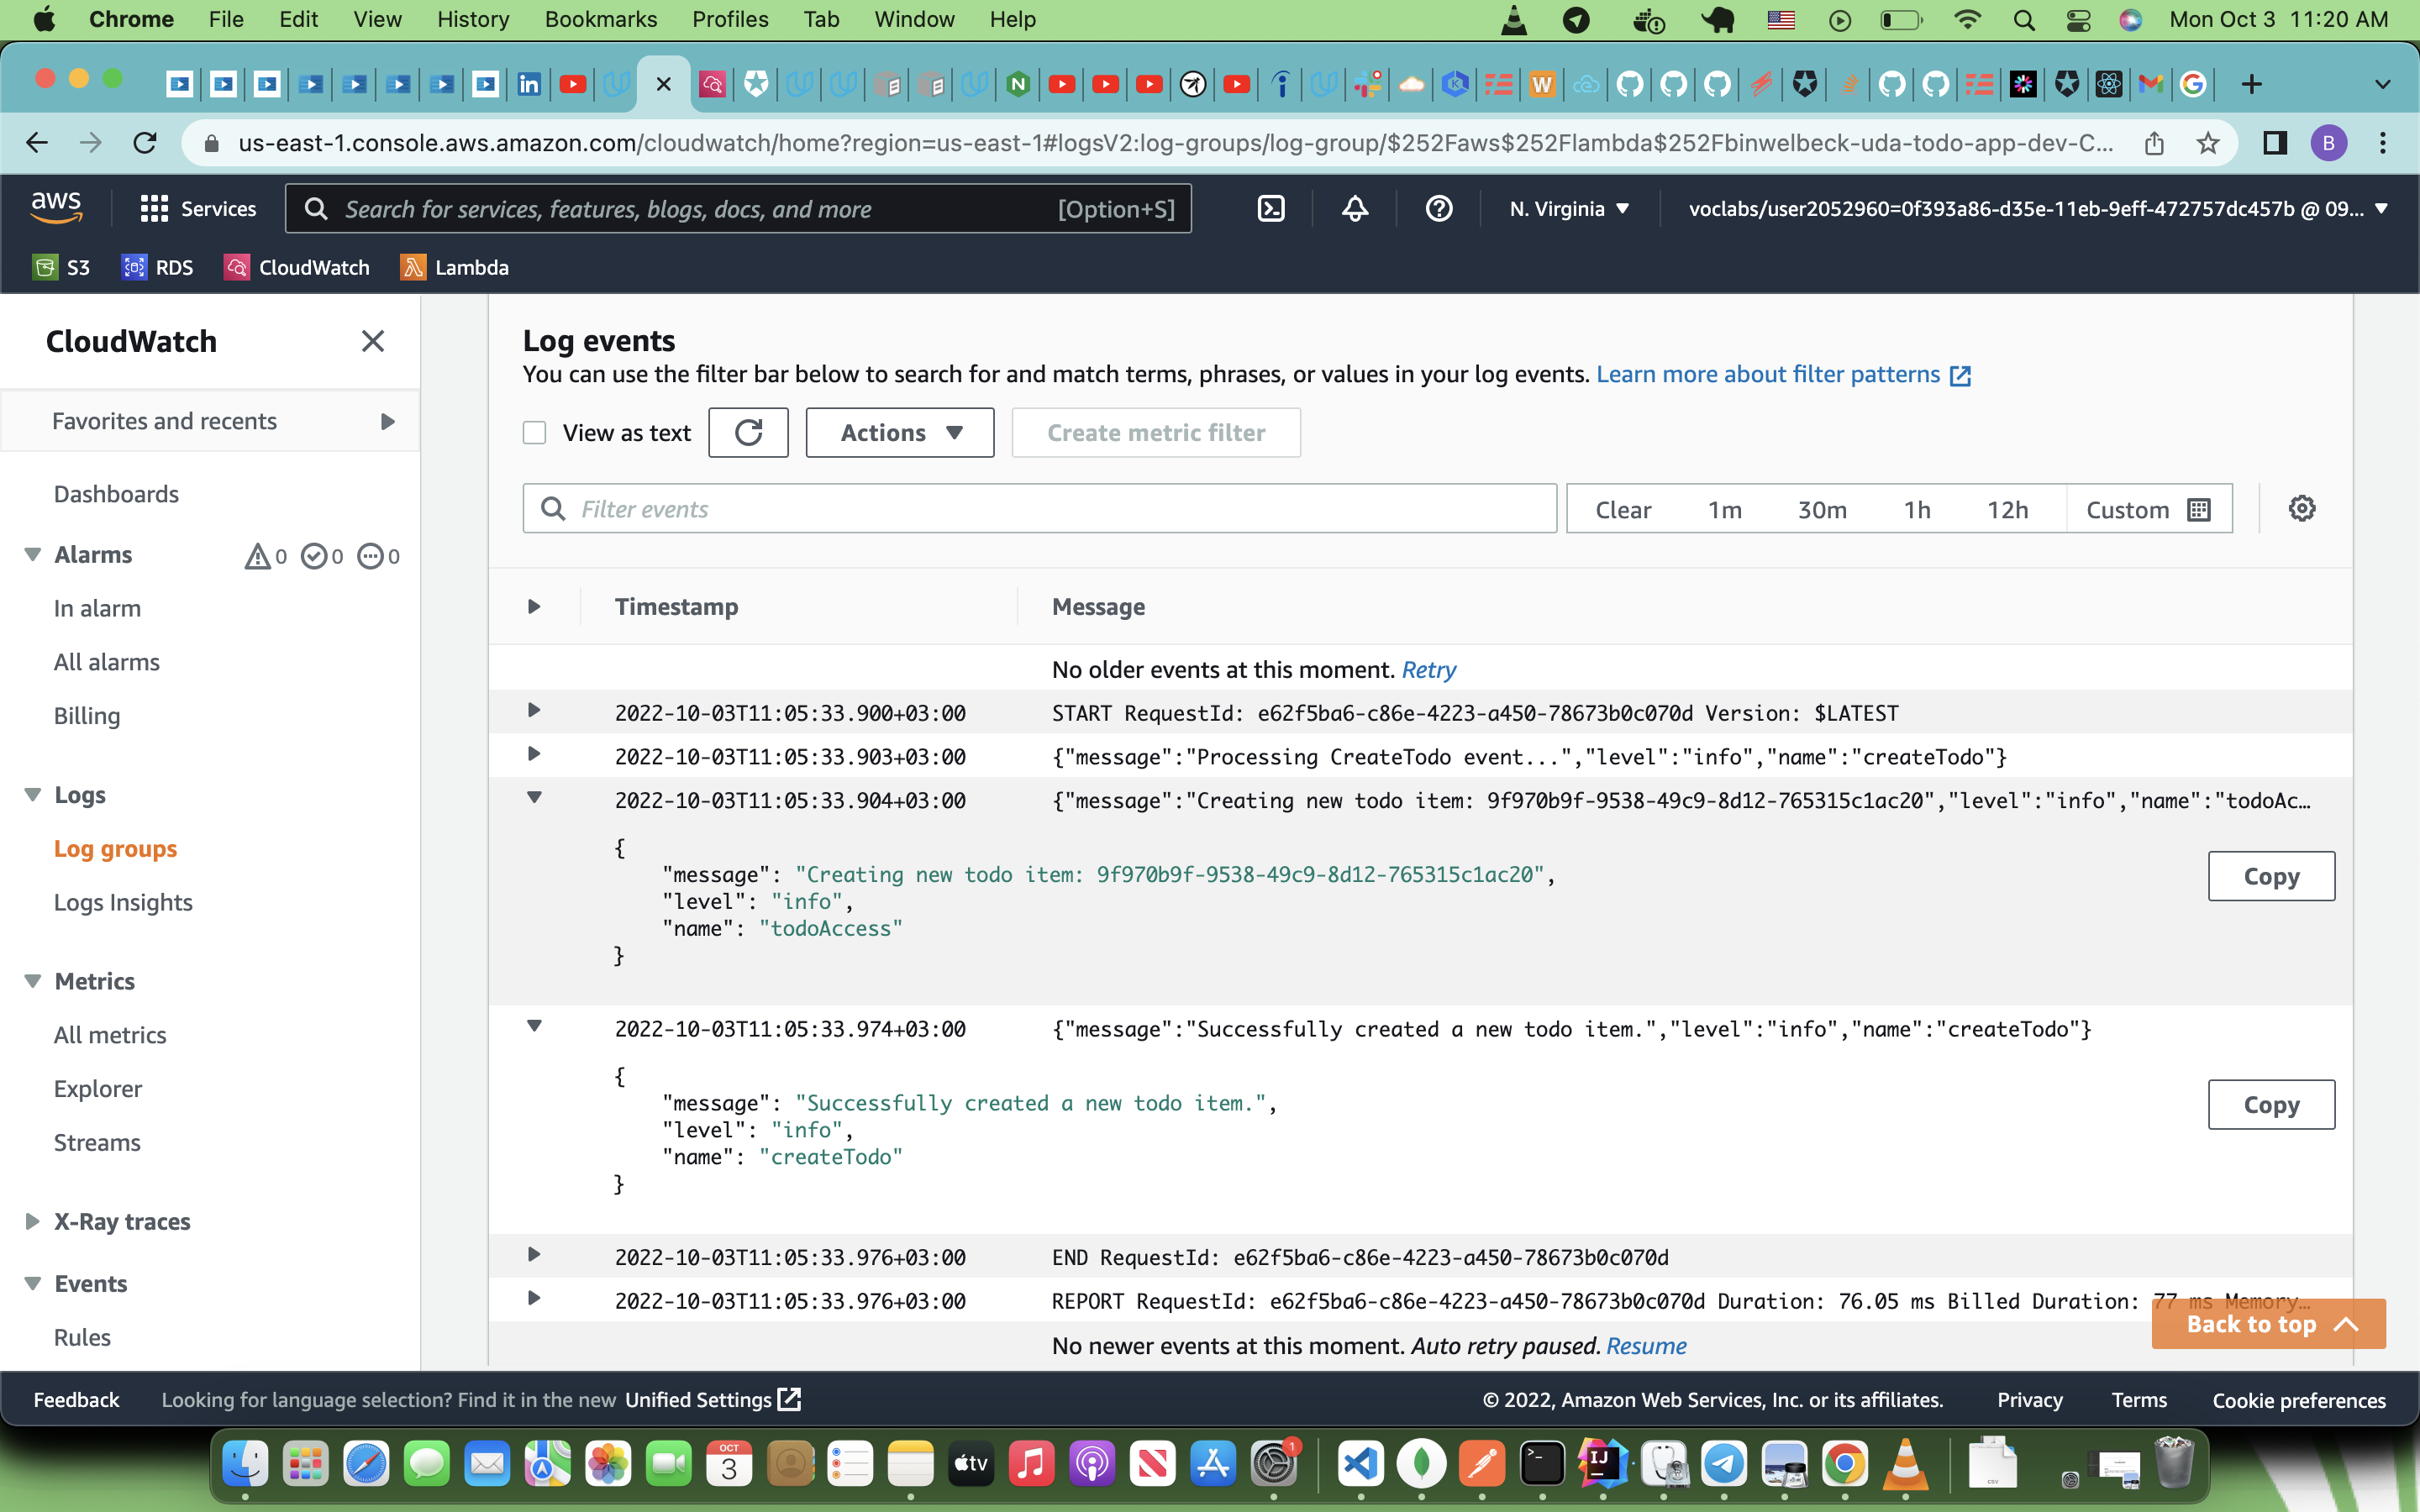 Chrome File Edit View History Bookmarks Profiles Tab Window Help Mon Oct 3 11:20 AM
us-east-1.console.aws.amazon.com/cloudwatch/home?region=us-east-1#logsV2:log-groups/log-group/$252Faws$252Flambda$252Fbinwelbeck-uda-todo-app-dev-C... B
aws Services Search for services, features, blogs, docs, and more [Option+S] N. Virginia voclabs/user2052960=0f393a86-d35e-11eb-9eff-472757dc457b @ 09...
S3 RDS CloudWatch Lambda
CloudWatch
Favorites and recents
Dashboards
Alarms 0 0 0
In alarm
All alarms
Billing
Logs
Log groups
Logs Insights
Metrics
All metrics
Explorer
Streams
X-Ray traces
Events
Rules
Log events
You can use the filter bar below to search for and match terms, phrases, or values in your log events. Learn more about filter patterns
View as text Actions Create metric filter
Filter events Clear 1m 30m 1h 12h Custom
Timestamp Message
No older events at this moment. Retry
2022-10-03T11:05:33.900+03:00 START RequestId: e62f5ba6-c86e-4223-a450-78673b0c070d Version: $LATEST
2022-10-03T11:05:33.903+03:00 {"message":"Processing CreateTodo event...","level":"info","name":"createTodo"}
2022-10-03T11:05:33.904+03:00 {"message":"Creating new todo item: 9f970b9f-9538-49c9-8d12-765315c1ac20","level":"info","name":"todoAc...
{
"message": "Creating new todo item: 9f970b9f-9538-49c9-8d12-765315c1ac20",
"level": "info",
"name": "todoAccess"
}
Copy
2022-10-03T11:05:33.974+03:00 {"message":"Successfully created a new todo item.","level":"info","name":"createTodo"}
{
"message": "Successfully created a new todo item.",
"level": "info",
"name": "createTodo"
}
Copy
2022-10-03T11:05:33.976+03:00 END RequestId: e62f5ba6-c86e-4223-a450-78673b0c070d
2022-10-03T11:05:33.976+03:00 REPORT RequestId: e62f5ba6-c86e-4223-a450-78673b0c070d Duration: 76.05 ms Billed Duration: 77 ms Memory...
No newer events at this moment. Auto retry paused. Resume
Back to top
Feedback Looking for language selection? Find it in the new Unified Settings © 2022, Amazon Web Services, Inc. or its affiliates. Privacy Terms Cookie preferences
OCT
3
tv
1
IJ
CSV